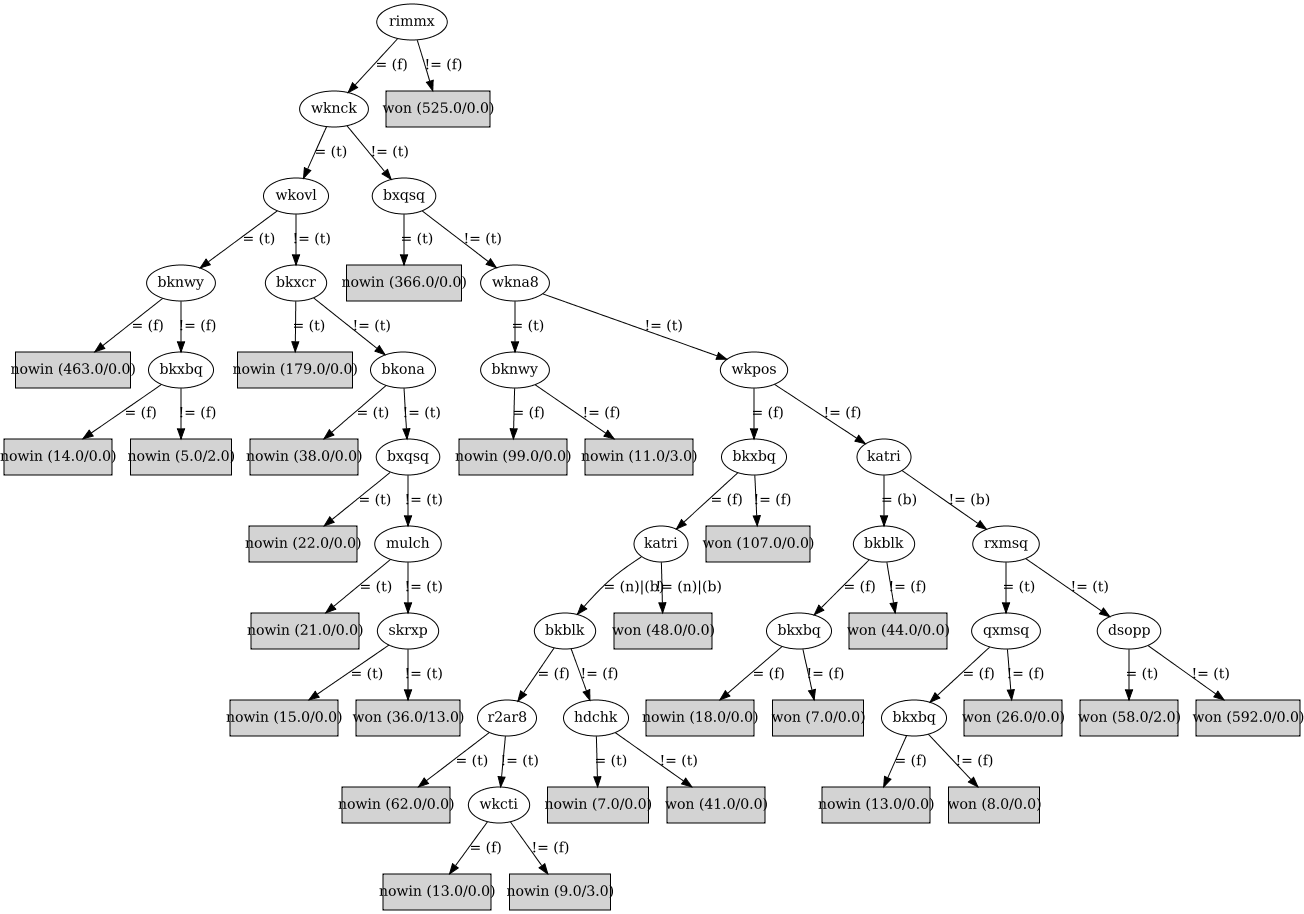 rimmx
= (f) != (f)
wknck won (525.0/0.0)
= (t) != (t)
wkovl bxqsq
= (t) != (t) = (t) != (t)
bknwy bkxcr nowin (366.0/0.0) wkna8
= (f) != (f) = (t) != (t) = (t) != (t)
nowin (463.0/0.0) bkxbq nowin (179.0/0.0) bkona bknwy wkpos
= (f) != (f) = (t) != (t) = (f) != (f) = (f) != (f)
nowin (14.0/0.0) nowin (5.0/2.0) nowin (38.0/0.0) bxqsq nowin (99.0/0.0) nowin (11.0/3.0) bkxbq katri
= (t) != (t) = (f) != (f) = (b) != (b)
nowin (22.0/0.0) mulch katri won (107.0/0.0) bkblk rxmsq
= (t) != (t) = (n)|(b) != (n)|(b) = (f) != (f) = (t) != (t)
nowin (21.0/0.0) skrxp bkblk won (48.0/0.0) bkxbq won (44.0/0.0) qxmsq dsopp
= (t) != (t) = (f) != (f) = (f) != (f) = (f) != (f) = (t) != (t)
nowin (15.0/0.0) won (36.0/13.0) r2ar8 hdchk nowin (18.0/0.0) won (7.0/0.0) bkxbq won (26.0/0.0) won (58.0/2.0) won (592.0/0.0)
= (t) != (t) = (t) != (t) = (f) != (f)
nowin (62.0/0.0) wkcti nowin (7.0/0.0) won (41.0/0.0) nowin (13.0/0.0) won (8.0/0.0)
= (f) != (f)
nowin (13.0/0.0) nowin (9.0/3.0)